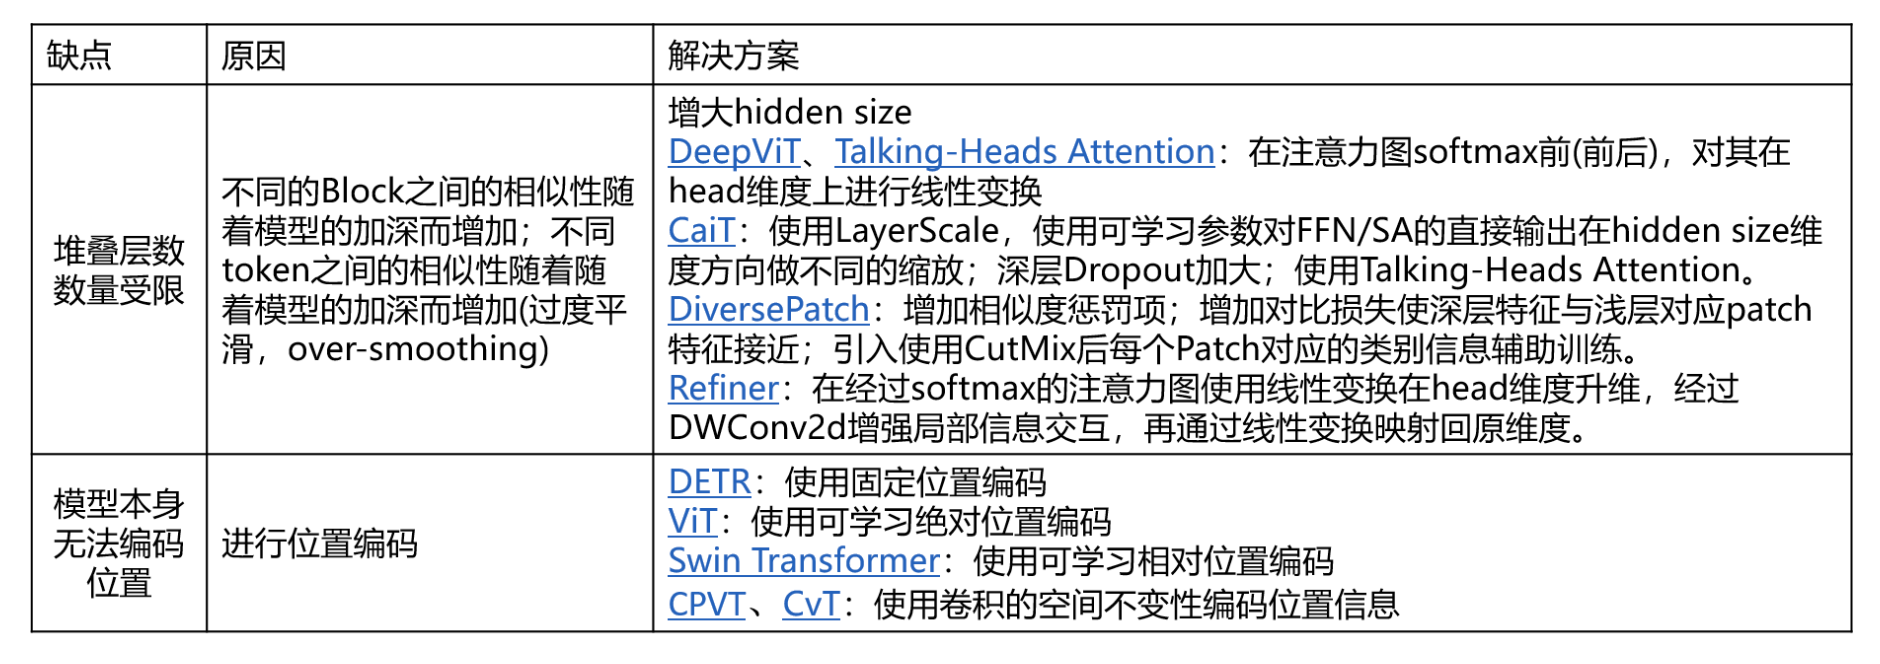 缺点
原因
解决方案
堆叠层数
数量受限
不同的Block之间的相似性随
着模型的加深而增加；不同
token之间的相似性随着随
着模型的加深而增加(过度平
滑，over-smoothing)
增大hidden size
DeepViT、Talking-Heads Attention：在注意力图softmax前(前后)，对其在
head维度上进行线性变换
CaiT：使用LayerScale，使用可学习参数对FFN/SA的直接输出在hidden size维
度方向做不同的缩放；深层Dropout加大；使用Talking-Heads Attention。
DiversePatch：增加相似度惩罚项；增加对比损失使深层特征与浅层对应patch
特征接近；引入使用CutMix后每个Patch对应的类别信息辅助训练。
Refiner：在经过softmax的注意力图使用线性变换在head维度升维，经过
DWConv2d增强局部信息交互，再通过线性变换映射回原维度。
模型本身
无法编码
位置
进行位置编码
DETR：使用固定位置编码
ViT：使用可学习绝对位置编码
Swin Transformer：使用可学习相对位置编码
CPVT、CvT：使用卷积的空间不变性编码位置信息